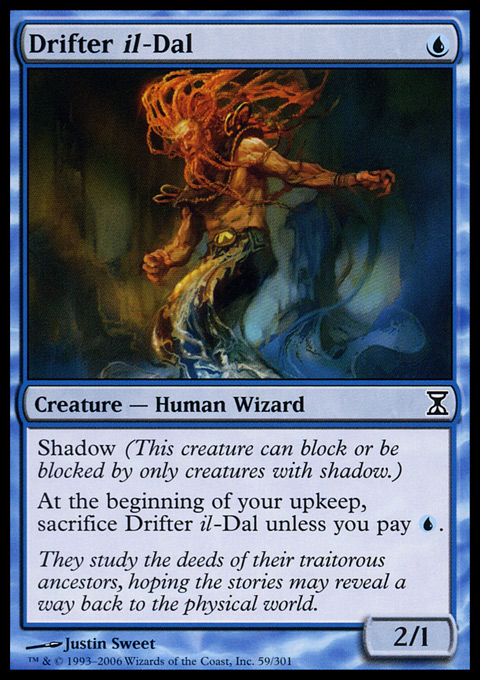 Drifter il-Dal
Creature — Human Wizard
Shadow (This creature can block or be
blocked by only creatures with shadow.)
At the beginning of your upkeep,
sacrifice Drifter il-Dal unless you pay .
They study the deeds of their traitorous
ancestors, hoping the stories may reveal a
way back to the physical world.
2/1
Justin Sweet
™ & © 1993–2006 Wizards of the Coast, Inc. 59/301